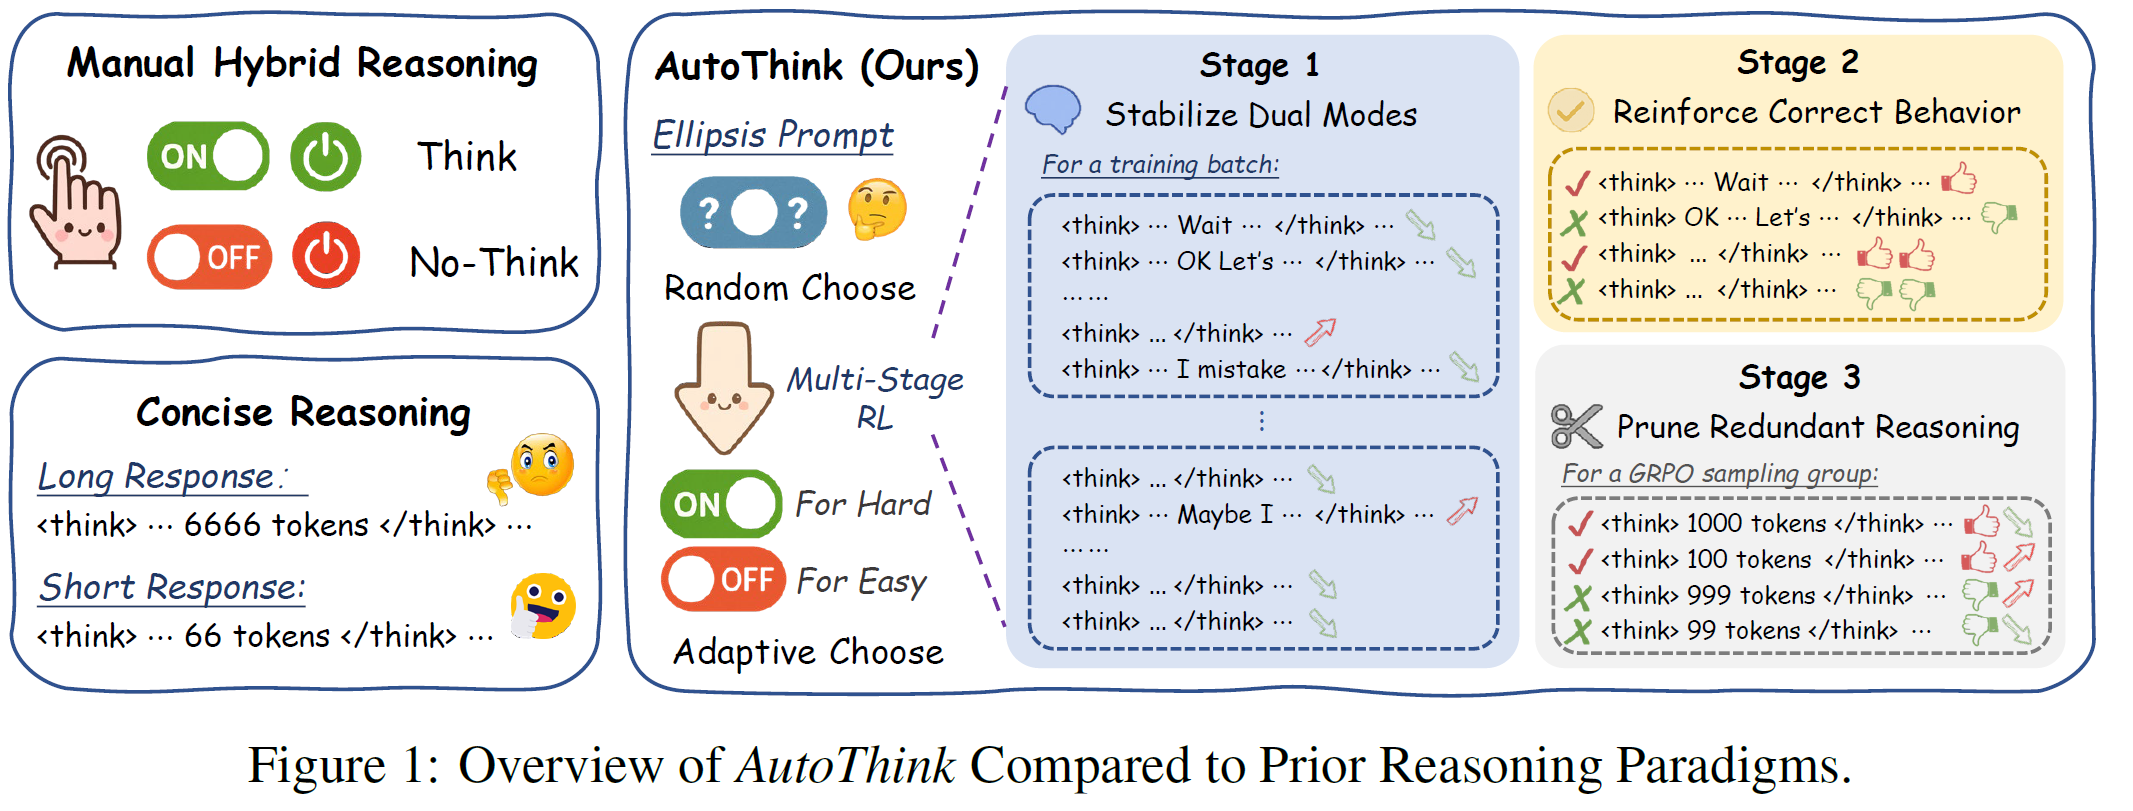 Manual Hybrid Reasoning
ON
Think
OFF
No-Think
Concise Reasoning
Long Response:
<think> ··· 6666 tokens </think> ···
Short Response:
<think> ··· 66 tokens </think> ···
AutoThink (Ours)
Ellipsis Prompt
? ?
Random Choose
Multi-Stage
RL
ON
For Hard
OFF
For Easy
Adaptive Choose
Stage 1
Stabilize Dual Modes
For a training batch:
<think> ··· Wait ··· </think> ···
<think> ··· OK Let's ··· </think> ···
······
<think> ... </think> ···
<think> ··· I mistake ··· </think> ···
⋮
<think> ... </think> ···
<think> ··· Maybe I ··· </think> ···
······
<think> ... </think> ···
<think> ... </think> ···
Stage 2
Reinforce Correct Behavior
<think> ··· Wait ··· </think> ···
<think> OK ··· Let's ··· </think> ···
<think> ... </think> ···
<think> ... </think> ···
Stage 3
Prune Redundant Reasoning
For a GRPO sampling group:
<think> 1000 tokens </think> ···
<think> 100 tokens </think> ···
<think> 999 tokens </think> ···
<think> 99 tokens </think> ···
Figure 1: Overview of AutoThink Compared to Prior Reasoning Paradigms.